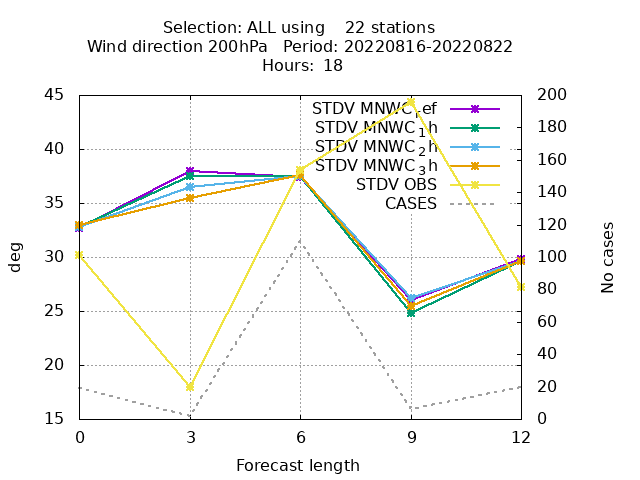 Selection: ALL using    22 stations
Wind direction 200hPa   Period: 20220816-20220822
Hours:  18
45
40
35
30
25
20
15
deg
200
180
160
140
120
100
80
60
40
20
0
No cases
STDV MNWC_ref
STDV MNWC_1h
STDV MNWC_2h
STDV MNWC_3h
STDV OBS
CASES
0 3 6 9 12
Forecast length